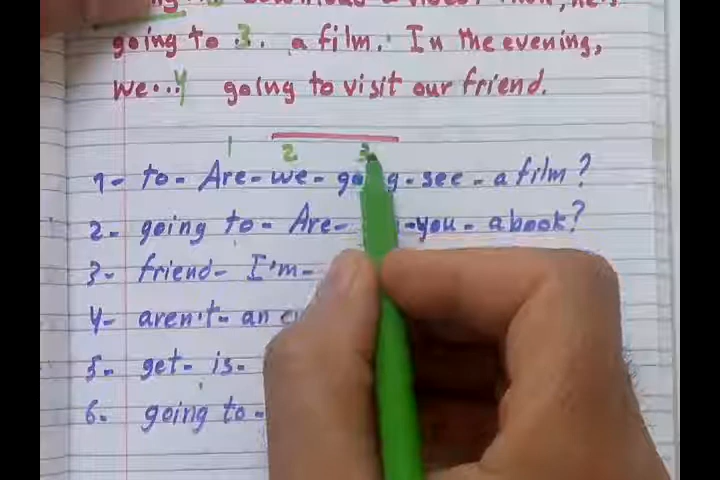 going to ..3.. a film. In the evening,
we...4 going to visit our friend.
1 2 3
1- to- Are- we- going- see- a film?
2- going to- Are- -you- a book?
3- friend- I'm-
4- aren't- an
5- get- is-
6- going to-